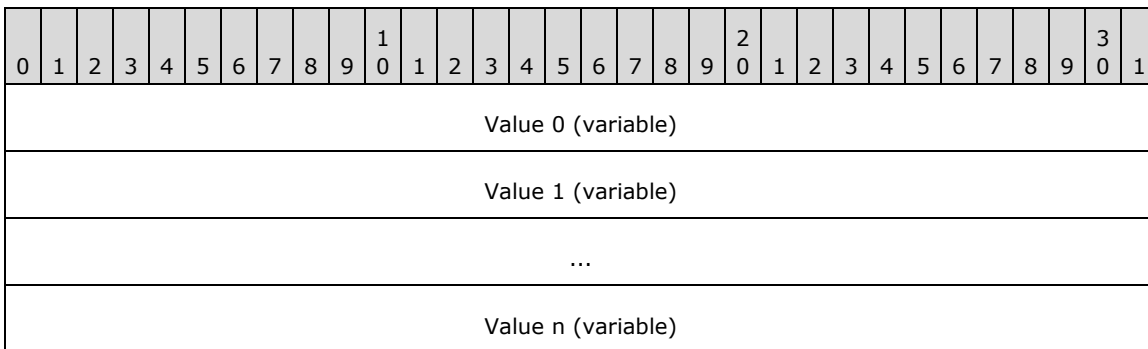 1 2 3
0 1 2 3 4 5 6 7 8 9 0 1 2 3 4 5 6 7 8 9 0 1 2 3 4 5 6 7 8 9 0 1
Value 0 (variable)
Value 1 (variable)
...
Value n (variable)